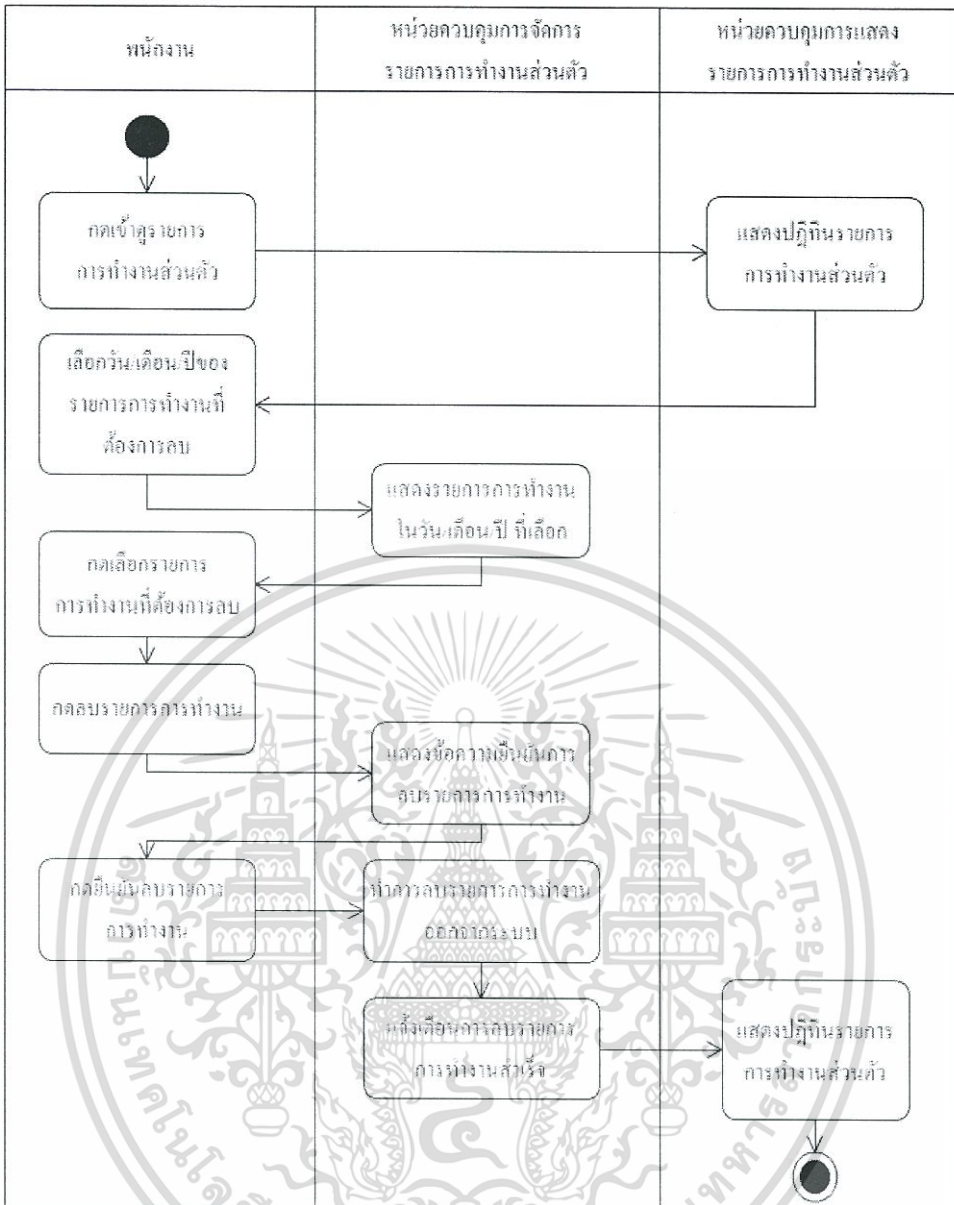 พนักงาน
หน่วยควบคุมการจัดการ
รายการการทำงานส่วนตัว
หน่วยควบคุมการแสดง
รายการการทำงานส่วนตัว
กดเข้าดูรายการ
การทำงานส่วนตัว
แสดงปฏิทินรายการ
การทำงานส่วนตัว
เลือกวัน/เดือน/ปีของ
รายการการทำงานที่
ต้องการลบ
แสดงรายการการทำงาน
ในวัน/เดือน/ปี ที่เลือก
กดเลือกรายการ
การทำงานที่ต้องการลบ
กดลบรายการการทำงาน
แสดงข้อความยืนยันการ
ลบรายการการทำงาน
กดยืนยันลบรายการ
การทำงาน
ทำการลบรายการการทำงาน
ออกจากระบบ
แจ้งเตือนการลบรายการ
การทำงานสำเร็จ
แสดงปฏิทินรายการ
การทำงานส่วนตัว